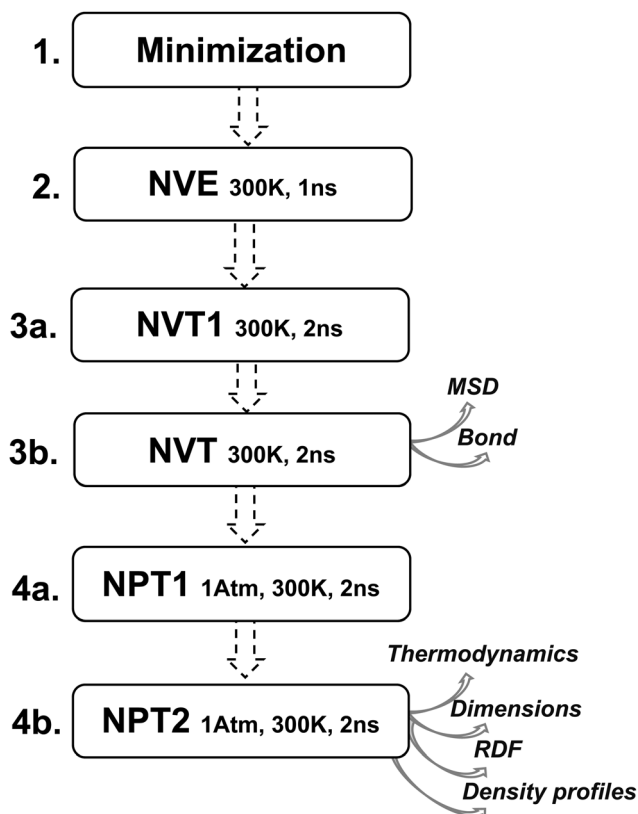 1. Minimization
2. NVE 300K, 1ns
3a. NVT1 300K, 2ns
MSD
Bond
3b. NVT 300K, 2ns
4a. NPT1 1Atm, 300K, 2ns
Thermodynamics
Dimensions
4b. NPT2 1Atm, 300K, 2ns
RDF
Density profiles